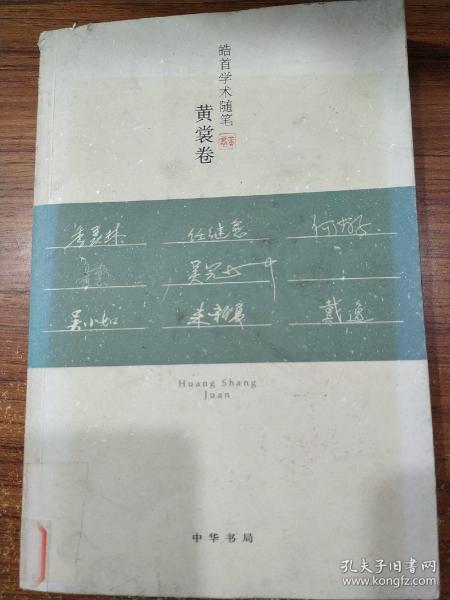 皓首学术随笔
黄裳卷
季羡林
任继愈
何兹全
吴小如
来新夏
戴逸
Huang Shang
Juan
中华书局
孔夫子旧书网
www.kongfz.com